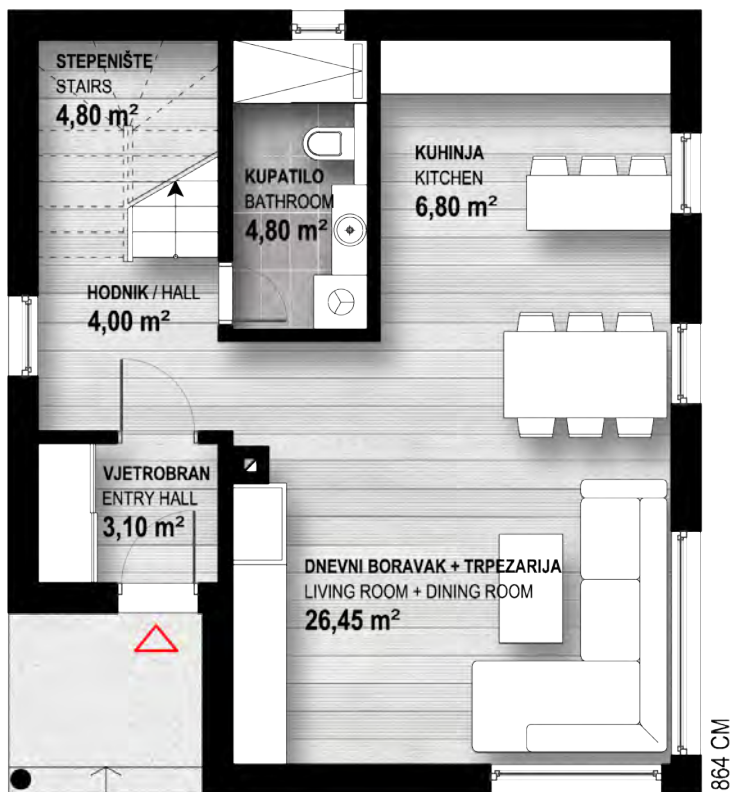 STEPENIŠTE
STAIRS
4,80 m²
KUPATILO
BATHROOM
4,80 m²
KUHINJA
KITCHEN
6,80 m²
HODNIK / HALL
4,00 m²
VJETROBRAN
ENTRY HALL
3,10 m²
DNEVNI BORAVAK + TRPEZARIJA
LIVING ROOM + DINING ROOM
26,45 m²
864 CM